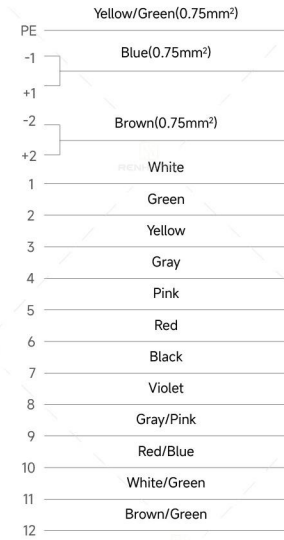 Yellow/Green(0.75mm²)
PE
-1
Blue(0.75mm²)
+1
-2
Brown(0.75mm²)
+2
White
1
Green
2
Yellow
3
Gray
4
Pink
5
Red
6
Black
7
Violet
8
Gray/Pink
9
Red/Blue
10
White/Green
11
Brown/Green
12